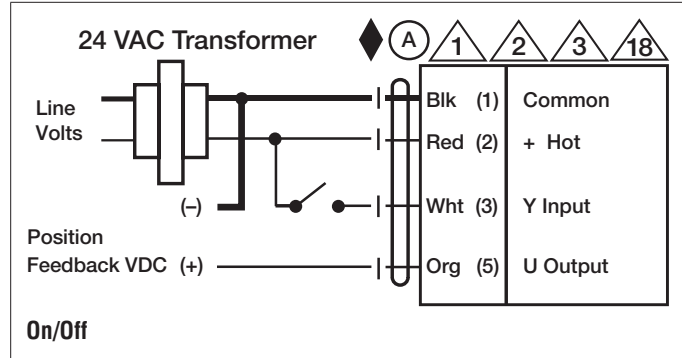 24 VAC Transformer
A 1 2 3 18
Line
Volts
Blk (1) Common
Red (2) + Hot
(–)
Wht (3) Y Input
Position
Feedback VDC (+)
Org (5) U Output
On/Off